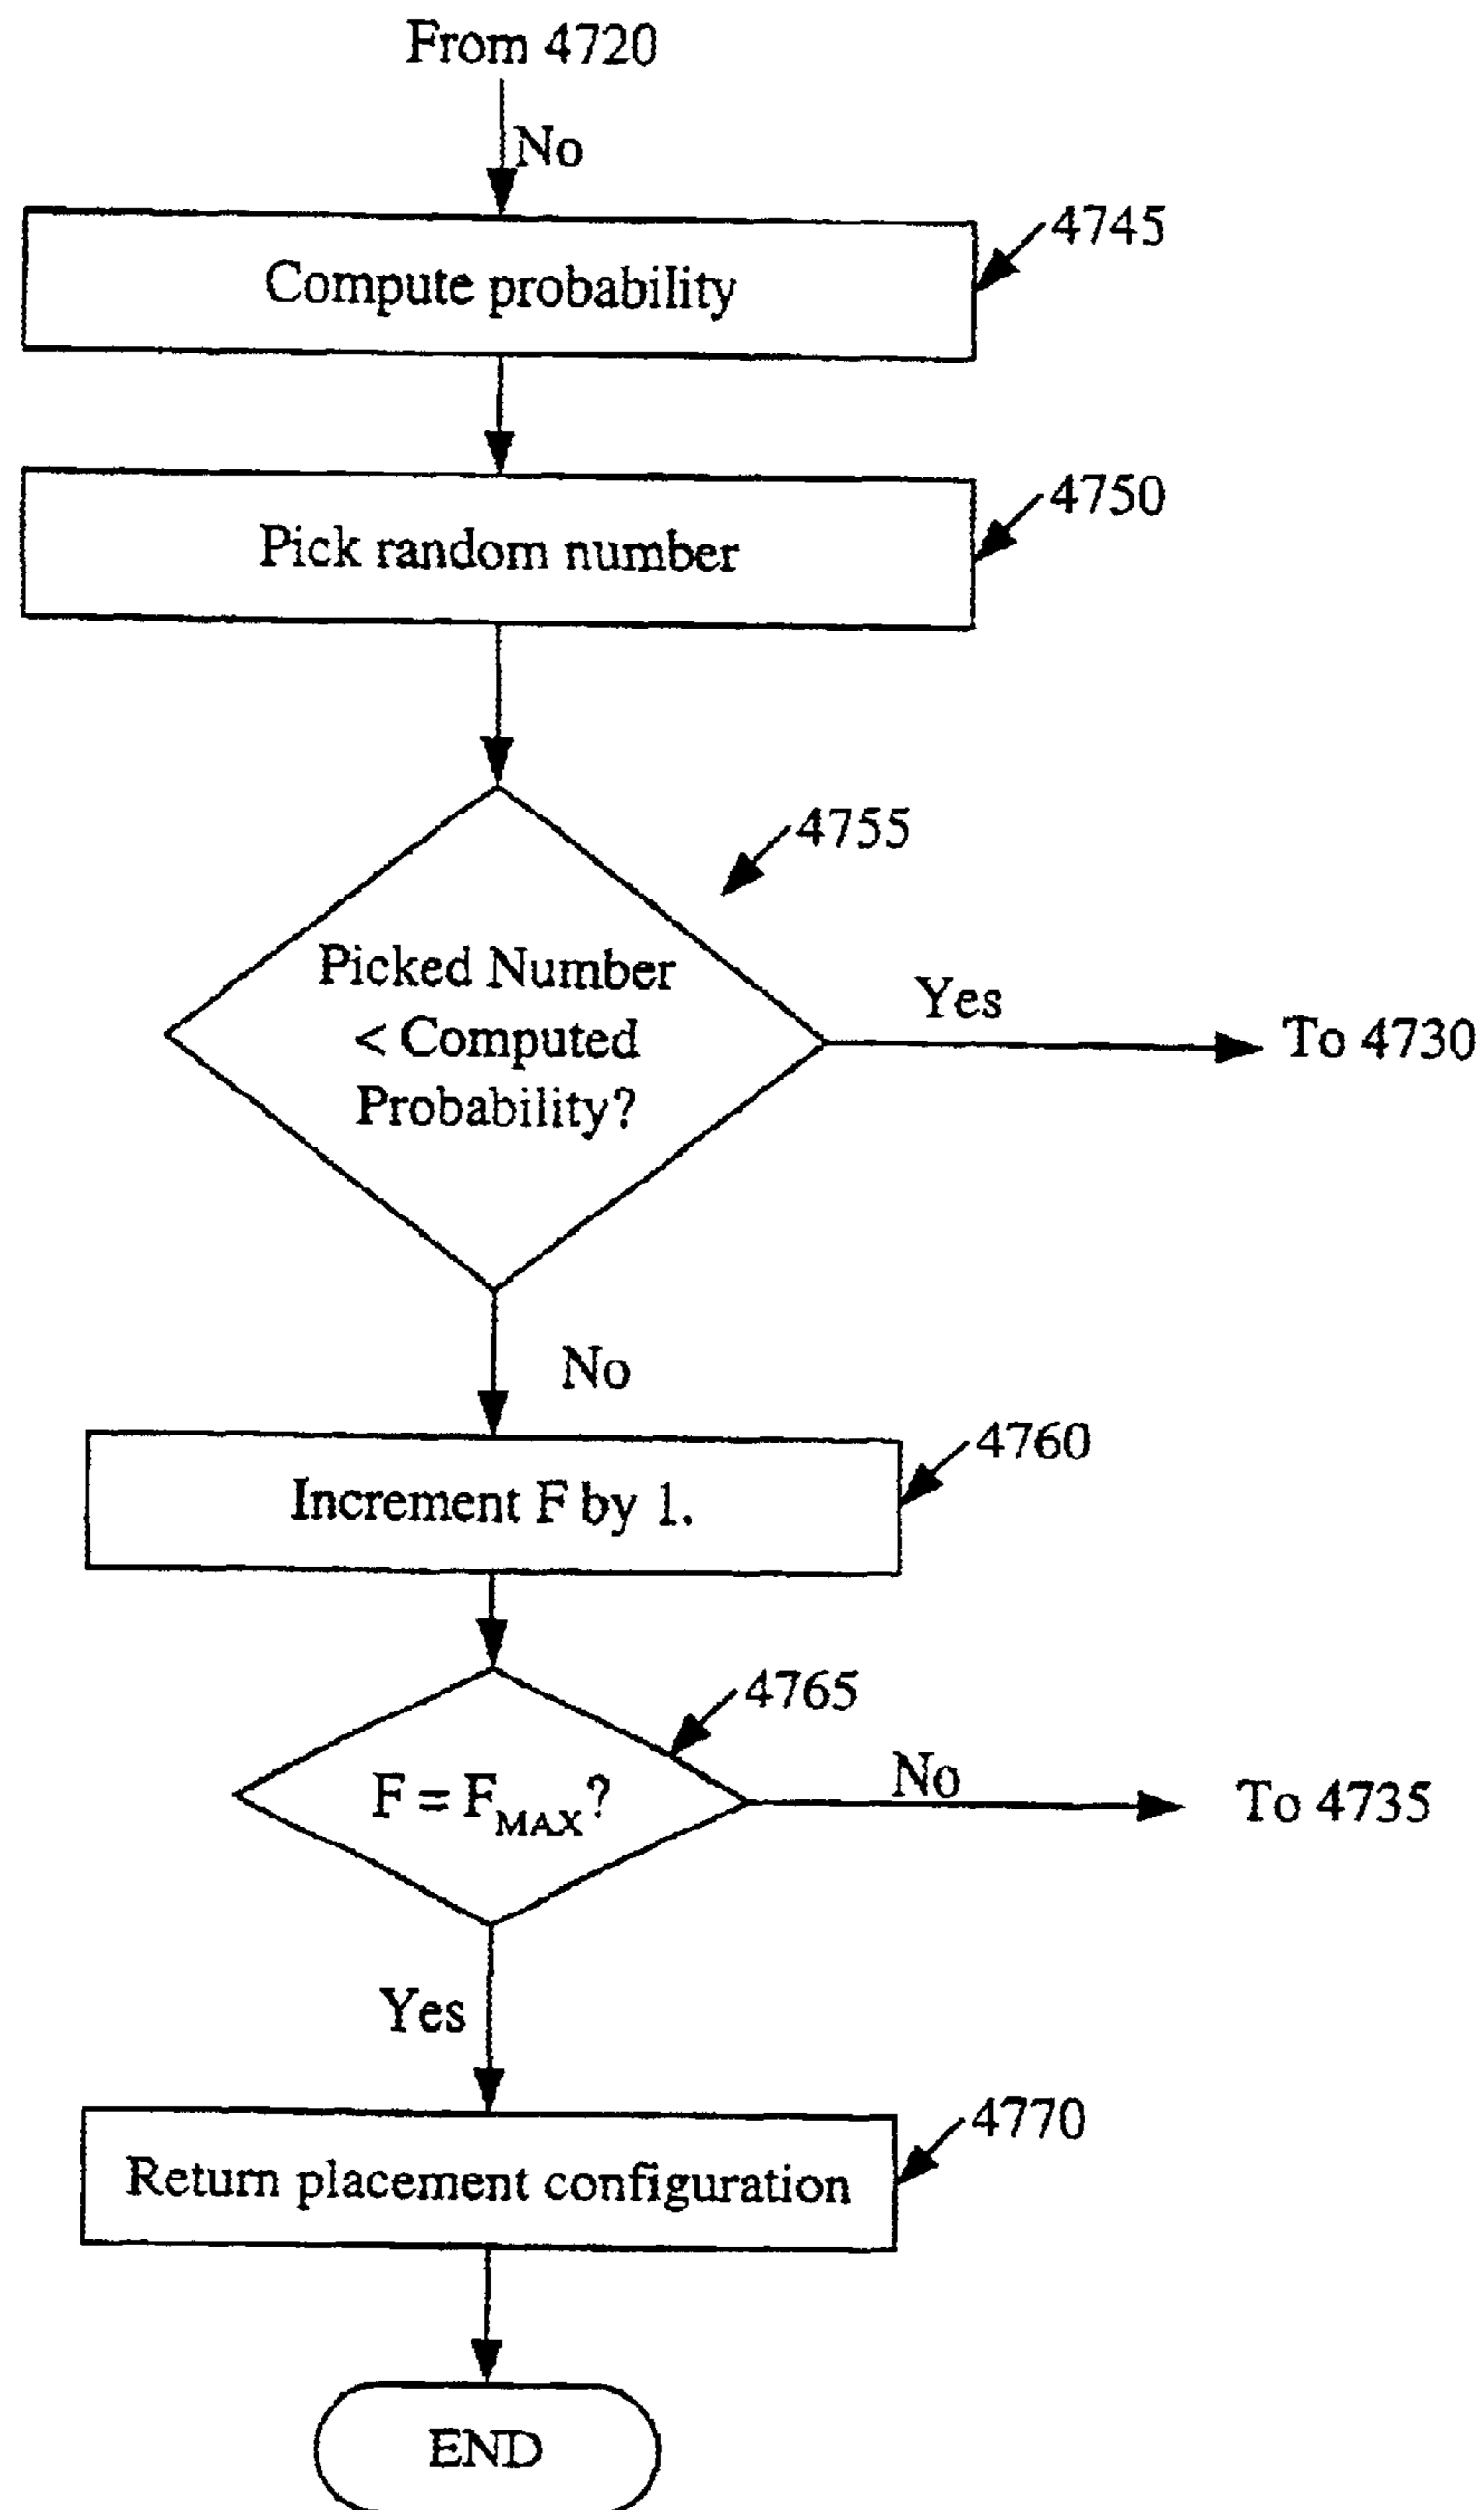 From 4720
No
4745
Compute probability
4750
Pick random number
4755
Picked Number
< Computed
Probability?
Yes
To 4730
No
4760
Increment F by 1.
4765
F = FMAX?
No
To 4735
Yes
4770
Return placement configuration
END